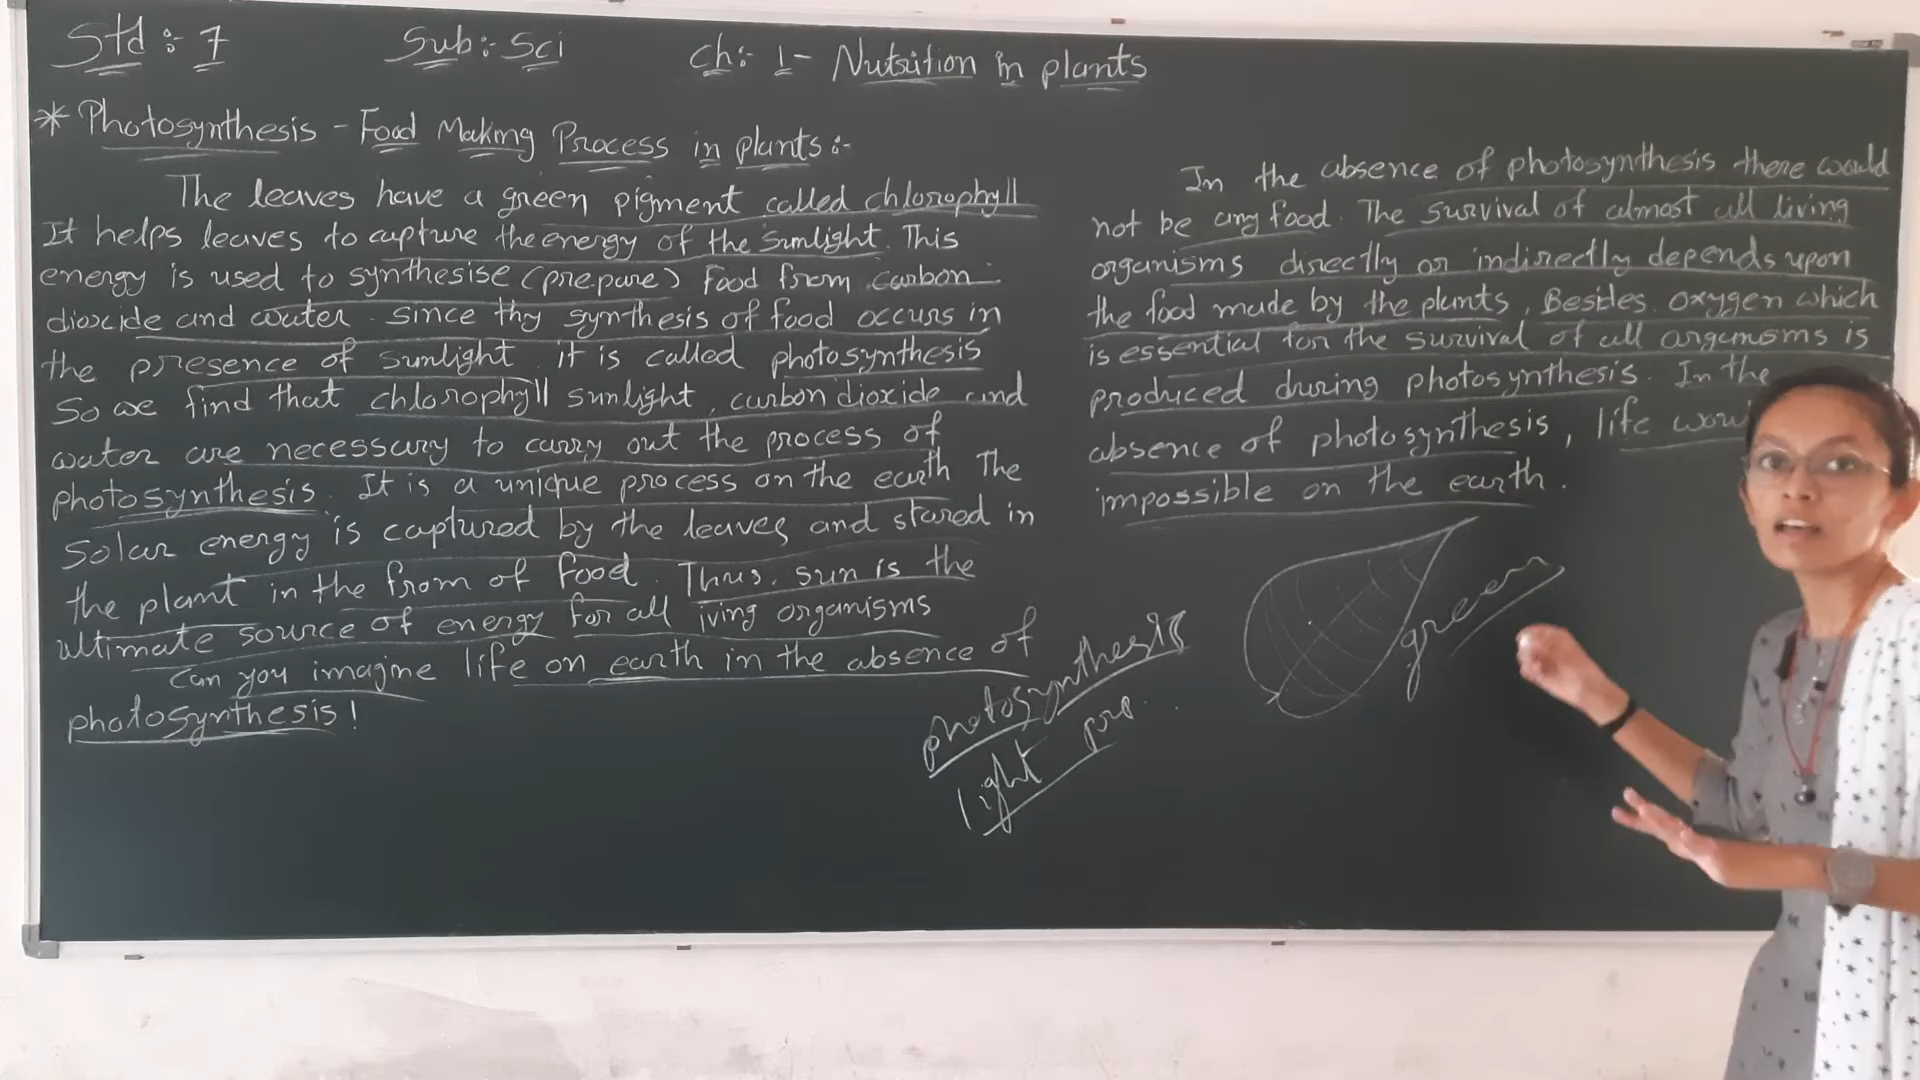 Std :- 7 Sub:- Sci Ch:- 1- Nutrition in plants
* Photosynthesis - Food Making Process in plants :-
The leaves have a green pigment called chlorophyll
It helps leaves to capture the energy of the sunlight. This
energy is used to synthesise (prepare) food from carbon
dioxide and water. since thy synthesis of food occurs in
the presence of sunlight. it is called photosynthesis
So we find that chlorophyll sunlight, carbon dioxide and
water are necessary to carry out the process of
photosynthesis. It is a unique process on the earth The
Solar energy is captured by the leaves and stared in
the plant in the from of food. Thus, sun is the
ultimate source of energy for all iving organisms
Can you imagine life on earth in the absence of
photosynthesis!
In the absence of photosynthesis there would
not be any food. The survival of almost all living
organisms directly or indirectly depends upon
the food made by the plants, Besides oxygen which
is essential for the survival of all organisms is
produced during photosynthesis. In the
absence of photosynthesis, life
impossible on the earth.
photosynthesis
light pro..
green